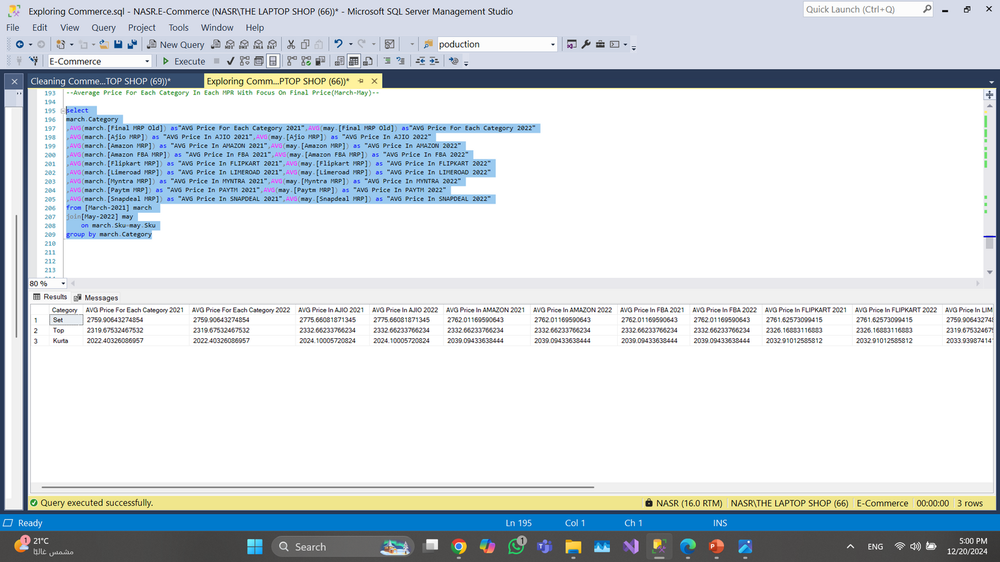 Exploring Commerce.sql - NASR.E-Commerce (NASR\THE LAPTOP SHOP (66))* - Microsoft SQL Server Management Studio
Quick Launch (Ctrl+Q)
File Edit View Query Project Tools Window Help
New Query MDX DMX XMLA DAX poduction
E-Commerce Execute
Cleaning Comme...TOP SHOP (69))* Exploring Comm...PTOP SHOP (66))*
193 --Average Price For Each Category In Each MPR With Focus On Final Price(March-May)--
194
195 select
196 march.Category
197 ,AVG(march.[Final MRP Old]) as"AVG Price For Each Category 2021",AVG(may.[Final MRP Old]) as"AVG Price For Each Category 2022"
198 ,AVG(march.[Ajio MRP]) as "AVG Price In AJIO 2021",AVG(may.[Ajio MRP]) as "AVG Price In AJIO 2022"
199 ,AVG(march.[Amazon MRP]) as "AVG Price In AMAZON 2021",AVG(may.[Amazon MRP]) as "AVG Price In AMAZON 2022"
200 ,AVG(march.[Amazon FBA MRP]) as "AVG Price In FBA 2021",AVG(may.[Amazon FBA MRP]) as "AVG Price In FBA 2022"
201 ,AVG(march.[Flipkart MRP]) as "AVG Price In FLIPKART 2021",AVG(may.[Flipkart MRP]) as "AVG Price In FLIPKART 2022"
202 ,AVG(march.[Limeroad MRP]) as "AVG Price In LIMEROAD 2021",AVG(may.[Limeroad MRP]) as "AVG Price In LIMEROAD 2022"
203 ,AVG(march.[Myntra MRP]) as "AVG Price In MYNTRA 2021",AVG(may.[Myntra MRP]) as "AVG Price In MYNTRA 2022"
204 ,AVG(march.[Paytm MRP]) as "AVG Price In PAYTM 2021",AVG(may.[Paytm MRP]) as "AVG Price In PAYTM 2022"
205 ,AVG(march.[Snapdeal MRP]) as "AVG Price In SNAPDEAL 2021",AVG(may.[Snapdeal MRP]) as "AVG Price In SNAPDEAL 2022"
206 from [March-2021] march
207 join[May-2022] may
208 on march.Sku=may.Sku
209 group by march.Category
210
211
212
213
80 %
Results Messages
Category AVG Price For Each Category 2021 AVG Price For Each Category 2022 AVG Price In AJIO 2021 AVG Price In AJIO 2022 AVG Price In AMAZON 2021 AVG Price In AMAZON 2022 AVG Price In FBA 2021 AVG Price In FBA 2022 AVG Price In FLIPKART 2021 AVG Price In FLIPKART 2022 AVG Price In LIM
1 Set 2759.90643274854 2759.90643274854 2775.66081871345 2775.66081871345 2762.01169590643 2762.01169590643 2762.01169590643 2762.01169590643 2761.62573099415 2761.62573099415 2759.906432748
2 Top 2319.67532467532 2319.67532467532 2332.66233766234 2332.66233766234 2332.66233766234 2332.66233766234 2332.66233766234 2332.66233766234 2326.16883116883 2326.16883116883 2319.675324675
3 Kurta 2022.40326086957 2022.40326086957 2024.10005720824 2024.10005720824 2039.09433638444 2039.09433638444 2039.09433638444 2039.09433638444 2032.91012585812 2032.91012585812 2033.939874141
Query executed successfully. NASR (16.0 RTM) NASR\THE LAPTOP SHOP (66) E-Commerce 00:00:00 3 rows
Ready Ln 195 Col 1 Ch 1 INS
1 21°C
مشمس غالبًا
Search
1
ENG
5:00 PM
12/20/2024